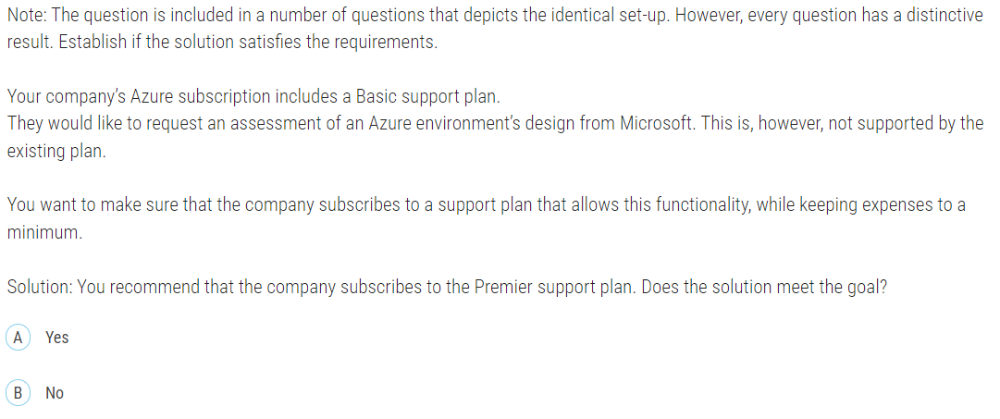 Note: The question is included in a number of questions that depicts the identical set-up. However, every question has a distinctive
result. Establish if the solution satisfies the requirements.
Your company's Azure subscription includes a Basic support plan.
They would like to request an assessment of an Azure environment's design from Microsoft. This is, however, not supported by the
existing plan.
You want to make sure that the company subscribes to a support plan that allows this functionality, while keeping expenses to a
minimum.
Solution: You recommend that the company subscribes to the Premier support plan. Does the solution meet the goal?
A Yes
B No